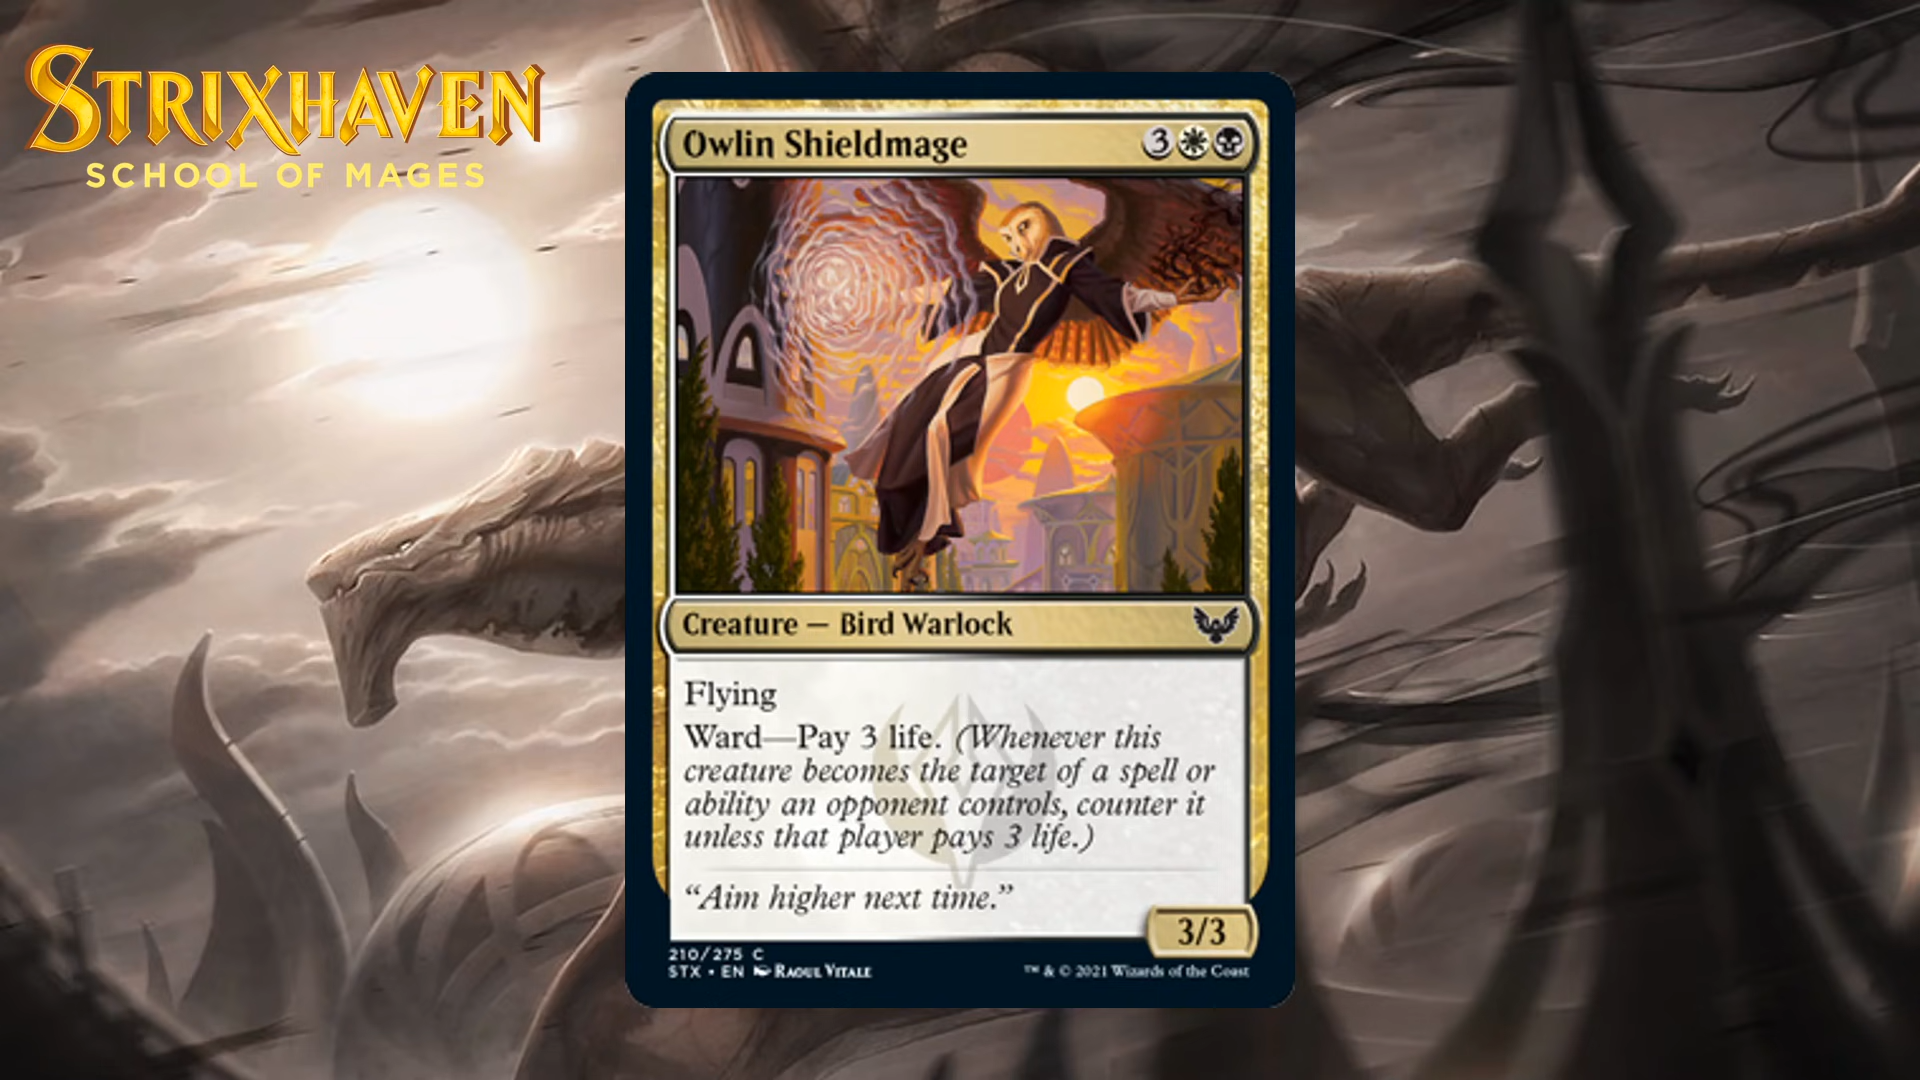 STRIXHAVEN
SCHOOL OF MAGES
Owlin Shieldmage 3
Creature — Bird Warlock
Flying
Ward—Pay 3 life. (Whenever this
creature becomes the target of a spell or
ability an opponent controls, counter it
unless that player pays 3 life.)
“Aim higher next time.”
3/3
210/275 C
STX • EN Raoul Vitale
™ & © 2021 Wizards of the Coast